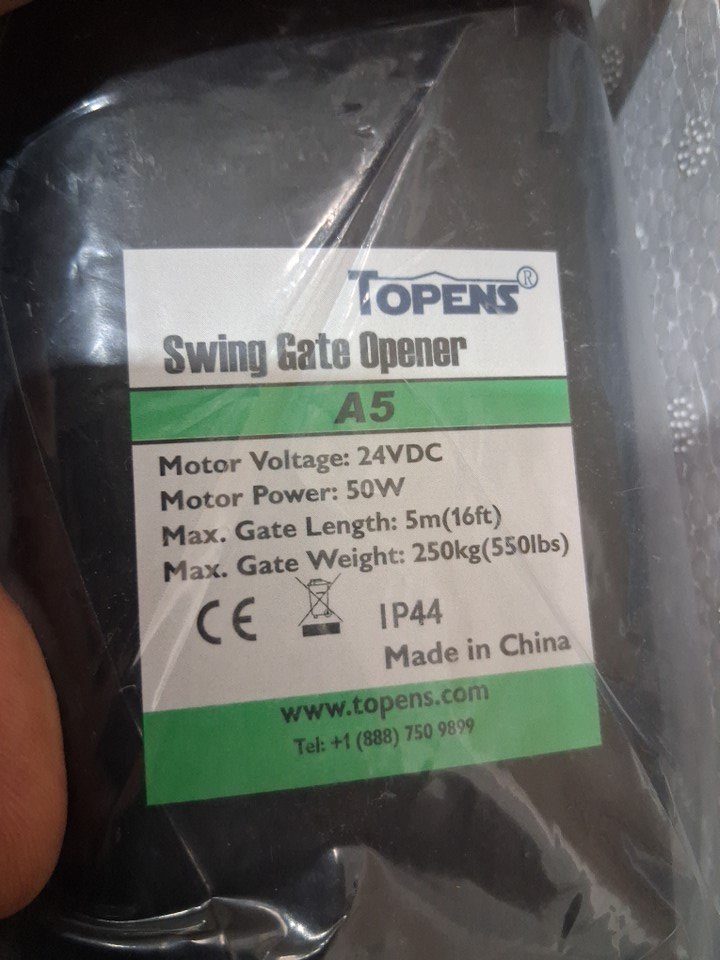 TOPENS®
Swing Gate Opener
A5
Motor Voltage: 24VDC
Motor Power: 50W
Max. Gate Length: 5m(16ft)
Max. Gate Weight: 250kg(550lbs)
CE IP44
Made in China
www.topens.com
Tel: +1 (888) 750 9899